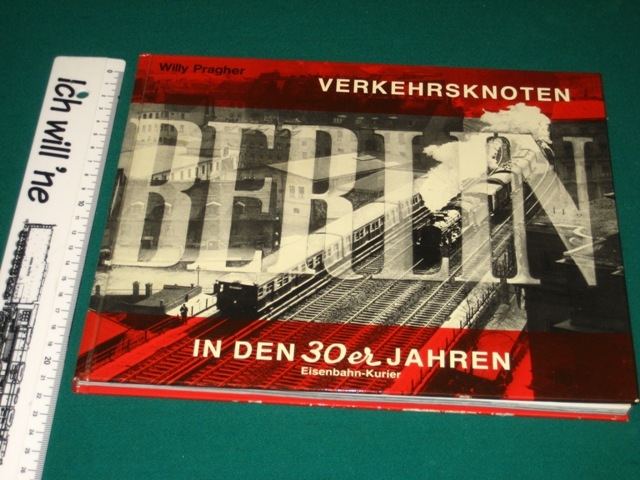 Willy Pragher
VERKEHRSKNOTEN
BERLIN
IN DEN 30er JAHREN
Eisenbahn-Kurier
ich will 'ne